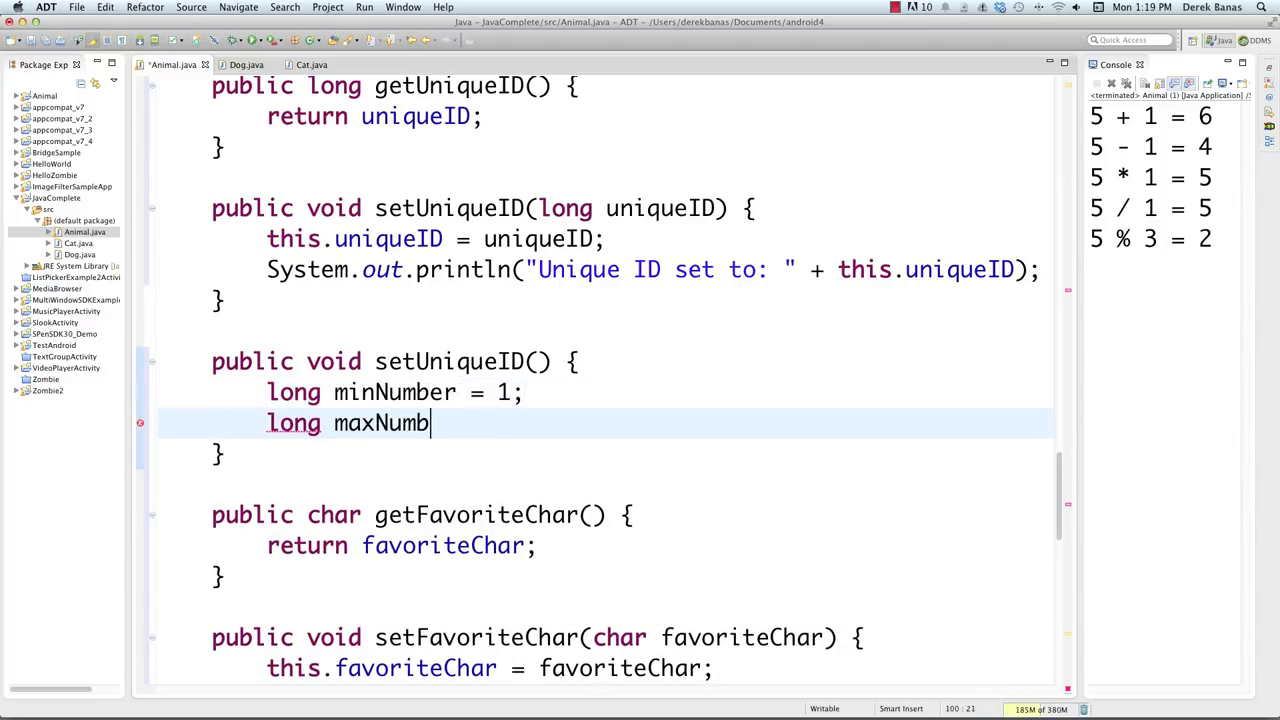 ADT File Edit Refactor Source Navigate Search Project Run Window Help 10 Mon 1:19 PM Derek Banas
Java - JavaComplete/src/Animal.java - ADT - /Users/derekbanas/Documents/android4
Quick Access Java DDMS
Package Exp
Animal
appcompat_v7
appcompat_v7_2
appcompat_v7_3
appcompat_v7_4
BridgeSample
HelloWorld
HelloZombie
ImageFilterSampleApp
JavaComplete
src
(default package)
Animal.java
Cat.java
Dog.java
JRE System Library [Ja
ListPickerExample2Activi
MediaBrowser
MultiWindowSDKExample
MusicPlayerActivity
SlookActivity
SPenSDK30_Demo
TestAndroid
TextGroupActivity
VideoPlayerActivity
Zombie
Zombie2
*Animal.java Dog.java Cat.java
public long getUniqueID() {
return uniqueID;
}
public void setUniqueID(long uniqueID) {
this.uniqueID = uniqueID;
System.out.println("Unique ID set to: " + this.uniqueID);
}
public void setUniqueID() {
long minNumber = 1;
long maxNumb
}
public char getFavoriteChar() {
return favoriteChar;
}
public void setFavoriteChar(char favoriteChar) {
this.favoriteChar = favoriteChar;
Console
<terminated> Animal (1) [Java Application] /S
5 + 1 = 6
5 - 1 = 4
5 * 1 = 5
5 / 1 = 5
5 % 3 = 2
Writable Smart Insert 100 : 21 185M of 380M